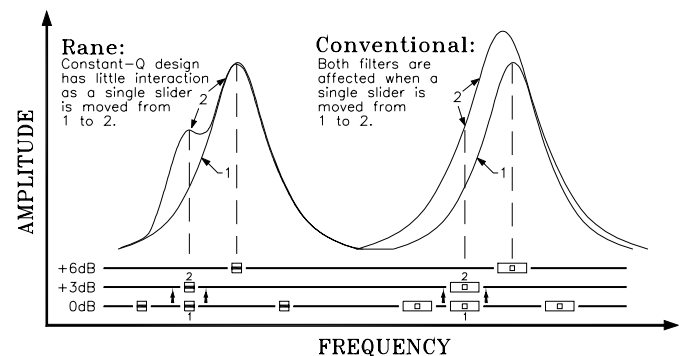 Rane:
Constant-Q design
has little interaction
as a single slider
is moved from
1 to 2.
2
1
Conventional:
Both filters are
affected when a
single slider is
moved from
1 to 2.
2
1
AMPLITUDE
+6dB
2
2
+3dB
0dB
1
1
FREQUENCY